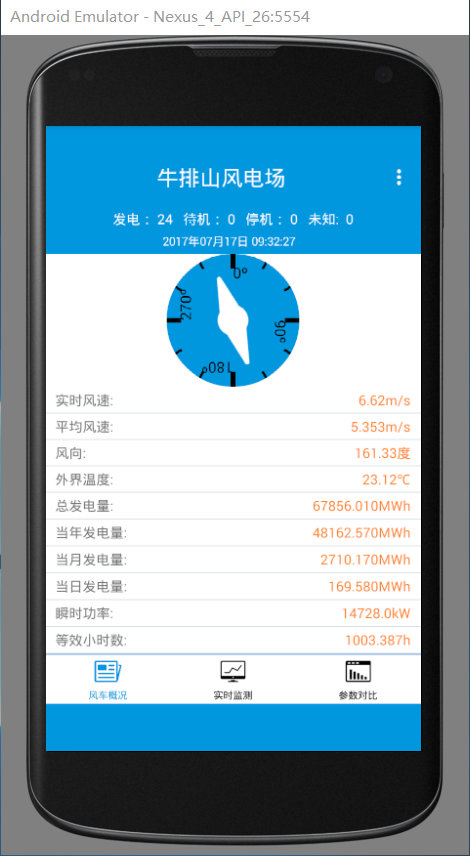 Android Emulator - Nexus_4_API_26:5554
牛排山风电场
发电： 24 待机： 0 停机： 0 未知: 0
2017年07月17日 09:32:27
0º
270º
90º
180º
实时风速: 6.62m/s
平均风速: 5.353m/s
风向: 161.33度
外界温度: 23.12℃
总发电量: 67856.010MWh
当年发电量: 48162.570MWh
当月发电量: 2710.170MWh
当日发电量: 169.580MWh
瞬时功率: 14728.0kW
等效小时数: 1003.387h
风车概况 实时监测 参数对比